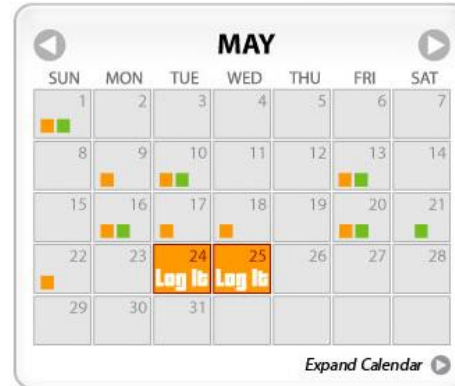 MAY
SUN MON TUE WED THU FRI SAT
1 2 3 4 5 6 7
8 9 10 11 12 13 14
15 16 17 18 19 20 21
22 23 24 25 26 27 28
Log It Log It
29 30 31
Expand Calendar